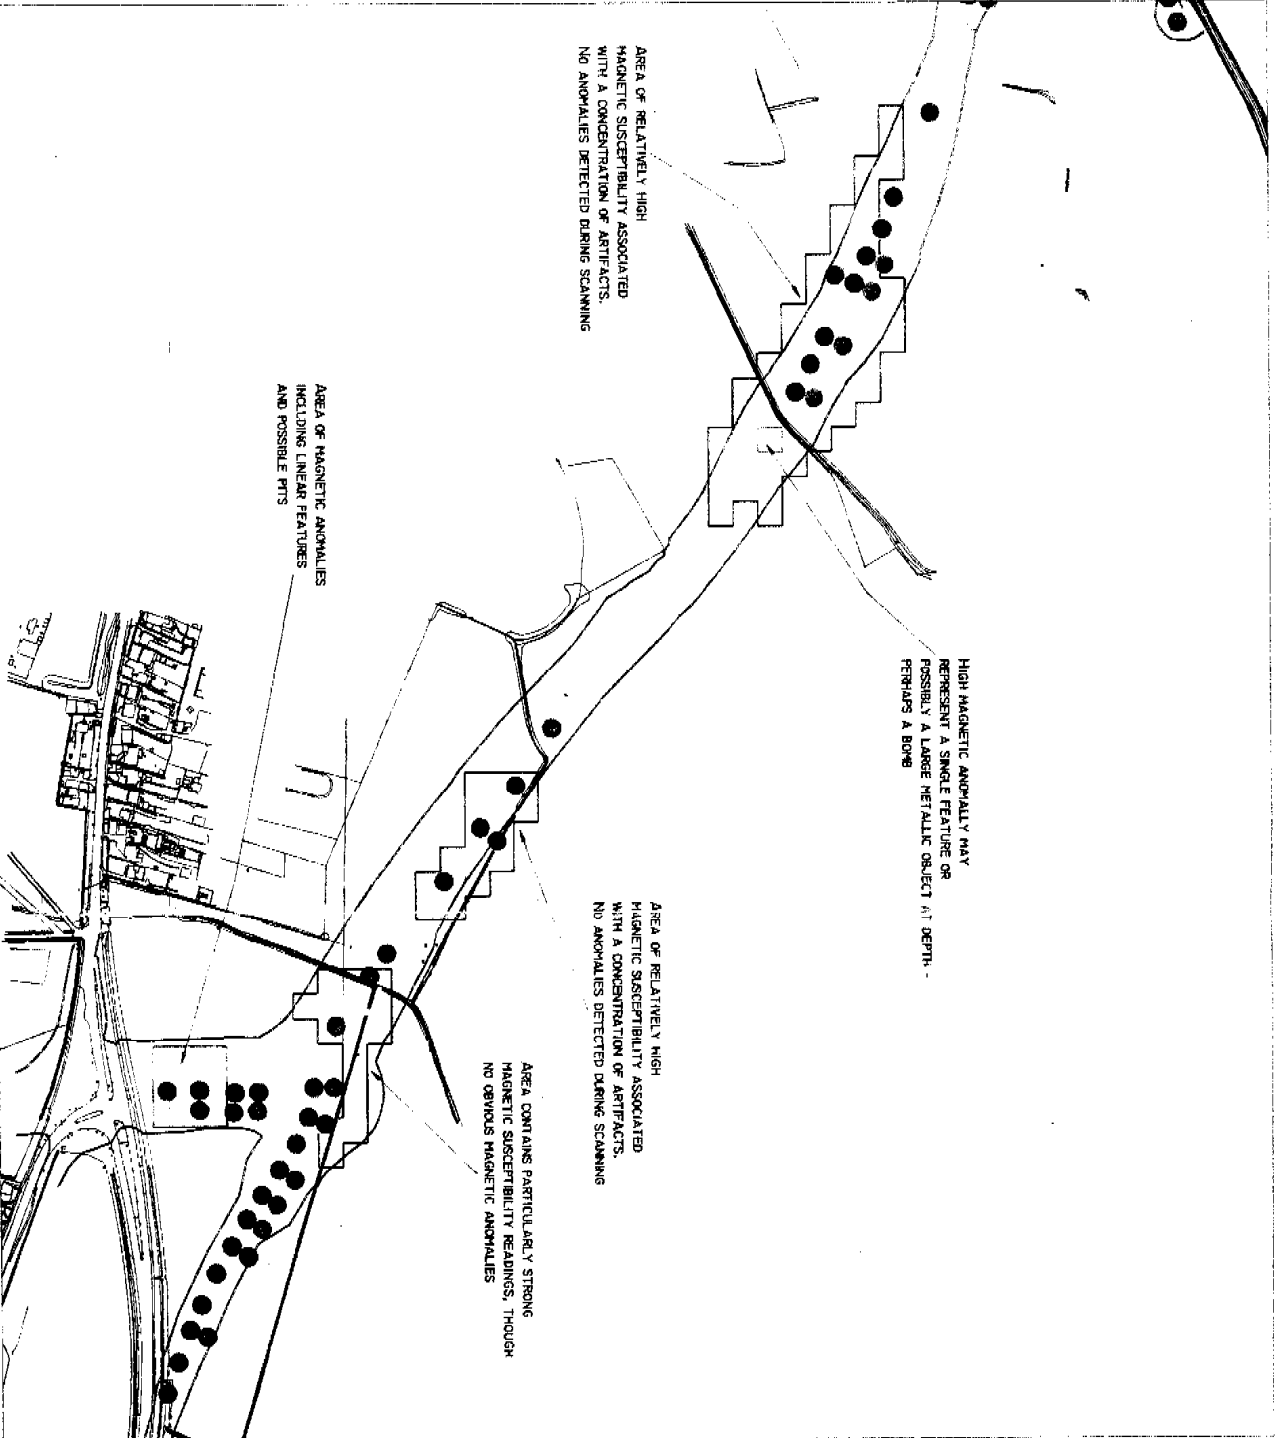 AREA OF RELATIVELY HIGH
MAGNETIC SUSCEPTIBILITY ASSOCIATED
WITH A CONCENTRATION OF ARTIFACTS.
NO ANOMALIES DETECTED DURING SCANNING
HIGH MAGNETIC ANOMALY MAY
REPRESENT A SINGLE FEATURE OR
POSSIBLY A LARGE METALLIC OBJECT AT DEPTH -
PERHAPS A BOMB
AREA OF MAGNETIC ANOMALIES
INCLUDING LINEAR FEATURES
AND POSSIBLE PITS
AREA OF RELATIVELY HIGH
MAGNETIC SUSCEPTIBILITY ASSOCIATED
WITH A CONCENTRATION OF ARTIFACTS.
NO ANOMALIES DETECTED DURING SCANNING
AREA CONTAINS PARTICULARLY STRONG
MAGNETIC SUSCEPTIBILITY READINGS, THOUGH
NO OBVIOUS MAGNETIC ANOMALIES